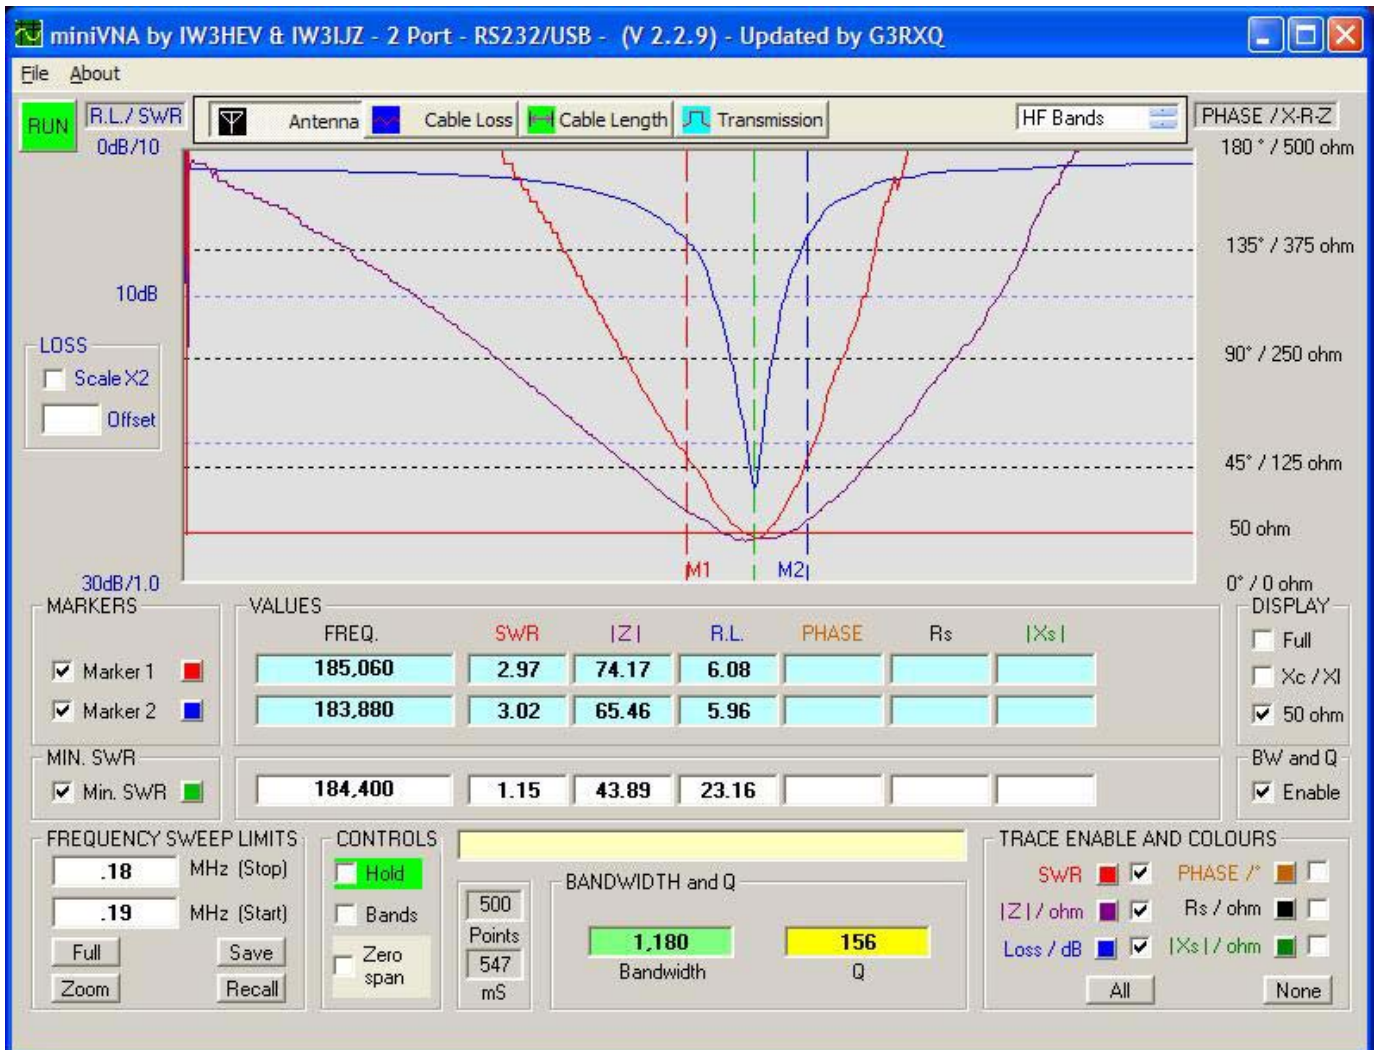 miniVNA by IW3HEV & IW3IJZ - 2 Port - RS232/USB - (V 2.2.9) - Updated by G3RXQ
File About
RUN R.L./ SWR Antenna Cable Loss Cable Length Transmission HF Bands PHASE / X-R-Z
0dB/10 180 ° / 500 ohm
135° / 375 ohm
10dB
LOSS
90° / 250 ohm
Scale X2
Offset
45° / 125 ohm
50 ohm
M1 M2
30dB/1.0 0° / 0 ohm
MARKERS VALUES DISPLAY
FREQ. SWR |Z| R.L. PHASE Rs |Xs| Full
Marker 1 185,060 2.97 74.17 6.08 Xc / Xl
Marker 2 183,880 3.02 65.46 5.96 50 ohm
MIN. SWR BW and Q
Min. SWR 184,400 1.15 43.89 23.16 Enable
FREQUENCY SWEEP LIMITS CONTROLS TRACE ENABLE AND COLOURS
.18 MHz (Stop) Hold BANDWIDTH and Q SWR PHASE /°
.19 MHz (Start) Bands 500 |Z| / ohm Rs / ohm
Points 1,180 156
Full Save Zero span 547 Bandwidth Q Loss / dB |Xs| / ohm
Zoom Recall mS All None